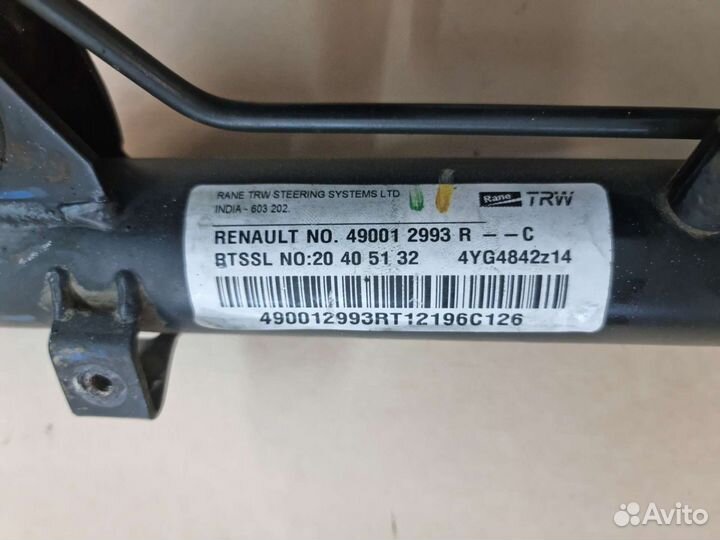 RANE TRW STEERING SYSTEMS LTD
INDIA - 603 202.
Rane TRW
RENAULT NO. 49001 2993 R - - C
RTSSL NO:20 40 51 32 4YG4842z14
490012993RT12196C126
Avito